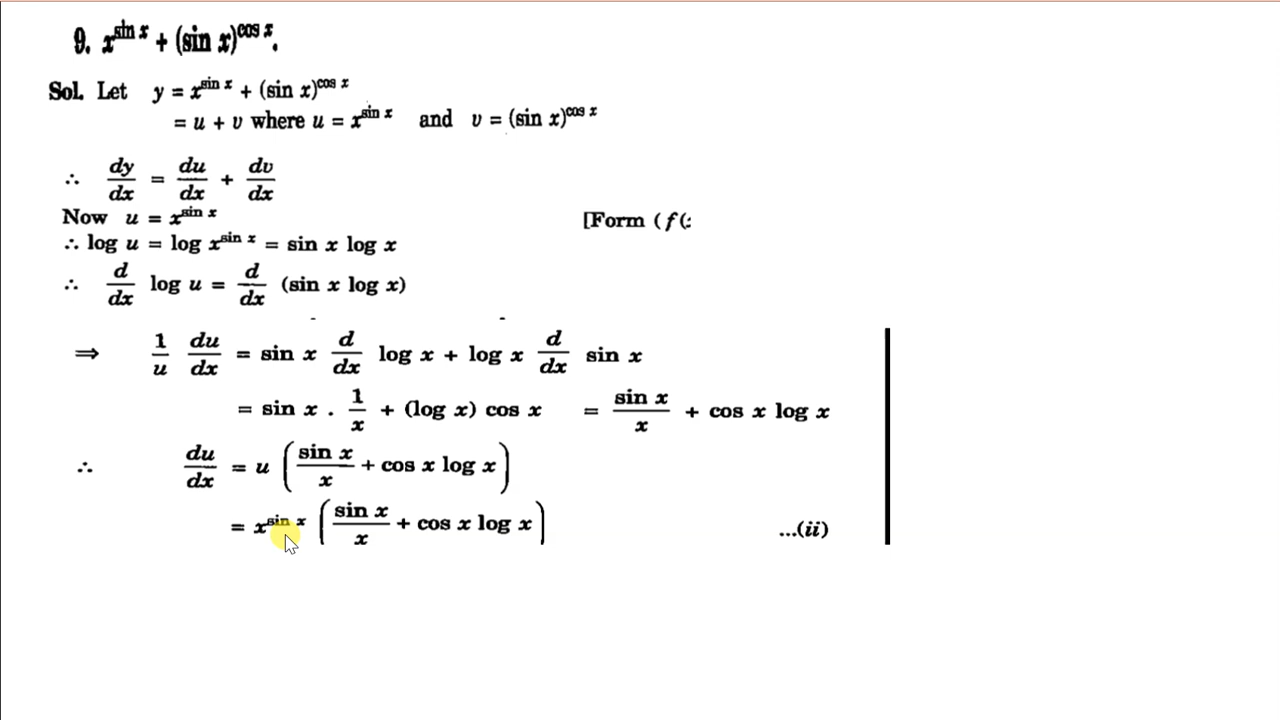 9. x^sin x + (sin x)^cos x.
Sol. Let y = x^sin x + (sin x)^cos x
= u + v where u = x^sin x and v = (sin x)^cos x
∴ dy/dx = du/dx + dv/dx
Now u = x^sin x [Form (f(
∴ log u = log x^sin x = sin x log x
∴ d/dx log u = d/dx (sin x log x)
⇒ 1/u du/dx = sin x d/dx log x + log x d/dx sin x
= sin x . 1/x + (log x) cos x = sin x/x + cos x log x
∴ du/dx = u (sin x/x + cos x log x)
= x^sin x (sin x/x + cos x log x) ...(ii)